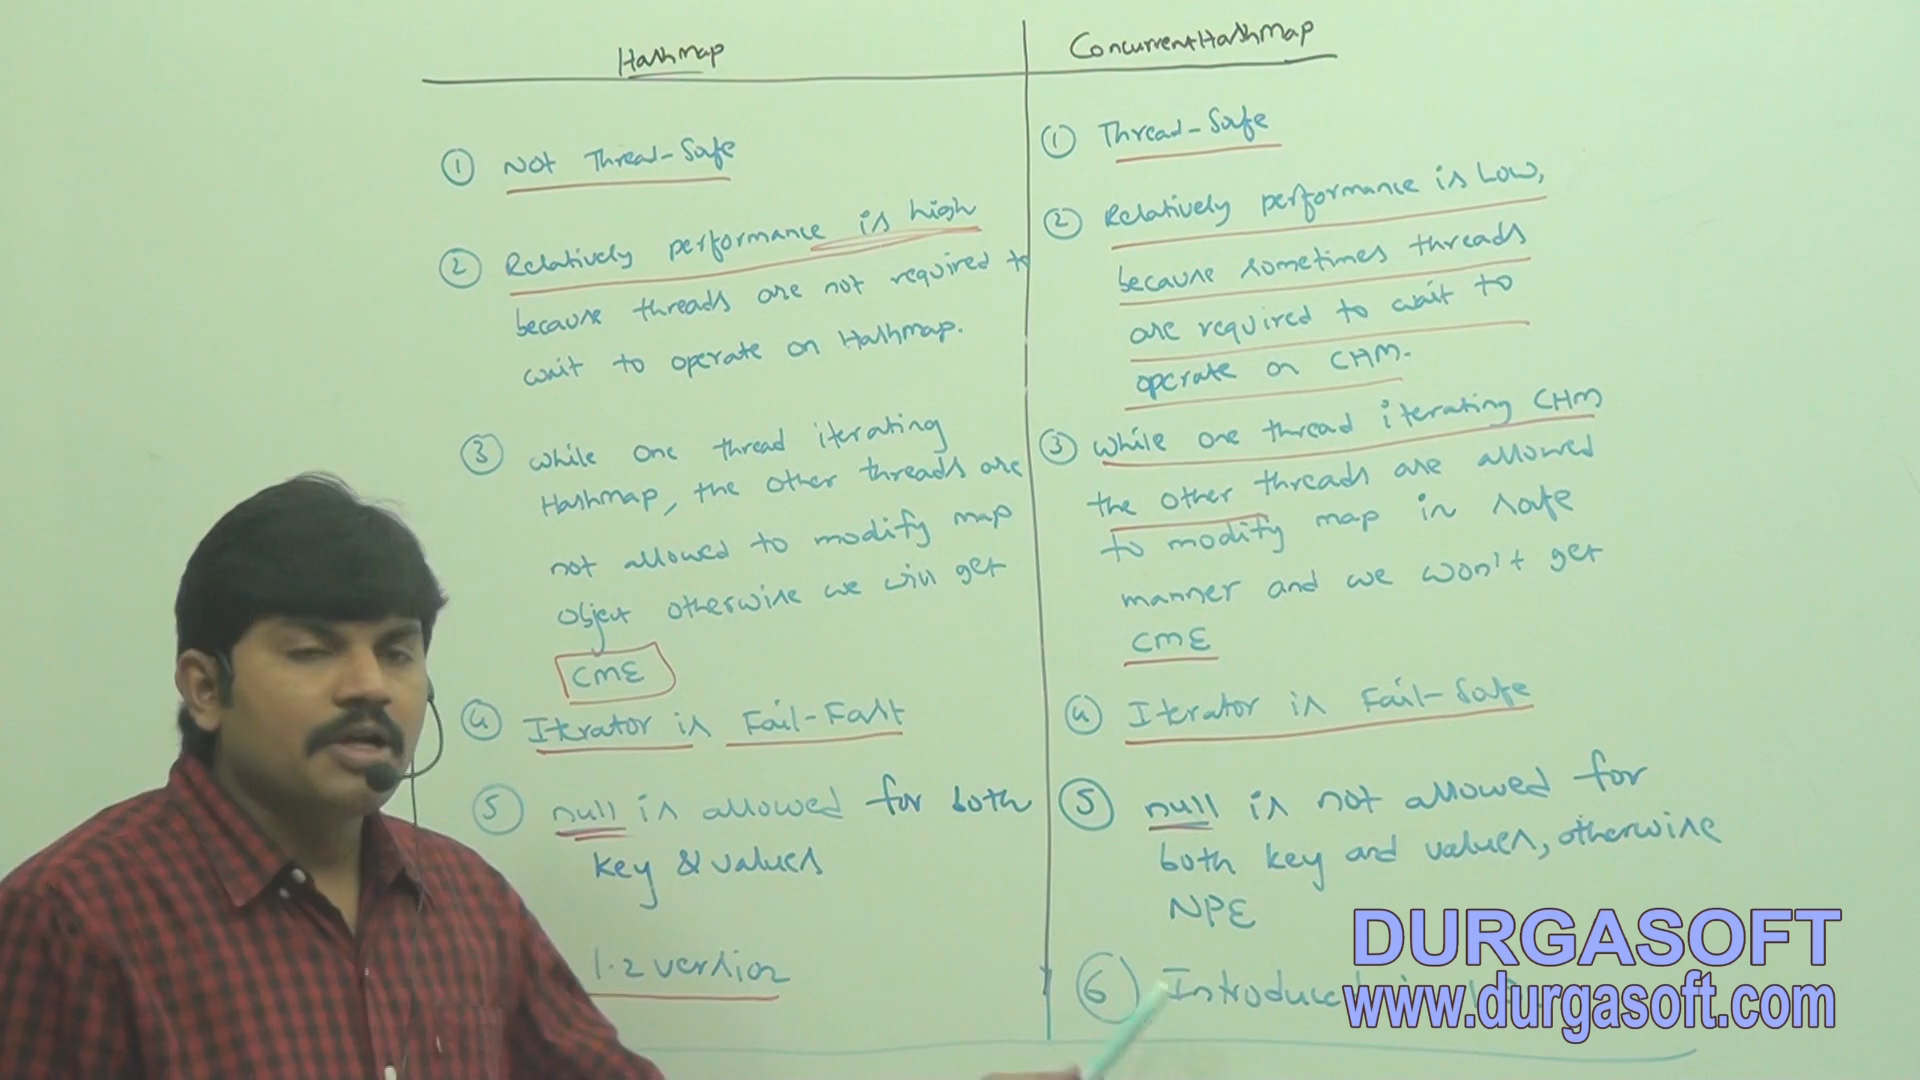 Hashmap
① Not Thread-Safe
② Relatively performance is high
because threads are not required to
wait to operate on Hashmap.
③ While one thread iterating
Hashmap, the other threads are
not allowed to modify map
object otherwise we will get
CME
④ Iterator is Fail-Fast
⑤ null is allowed for both
key & values
1.2 version
ConcurrentHashMap
① Thread-Safe
② Relatively performance is Low,
because sometimes threads
are required to wait to
operate on CHM.
③ While one thread iterating CHM
the other threads are allowed
to modify map in safe
manner and we won't get
CME
④ Iterator is Fail-Safe
⑤ null is not allowed for
both key and values, otherwise
NPE
⑥
DURGASOFT
www.durgasoft.com